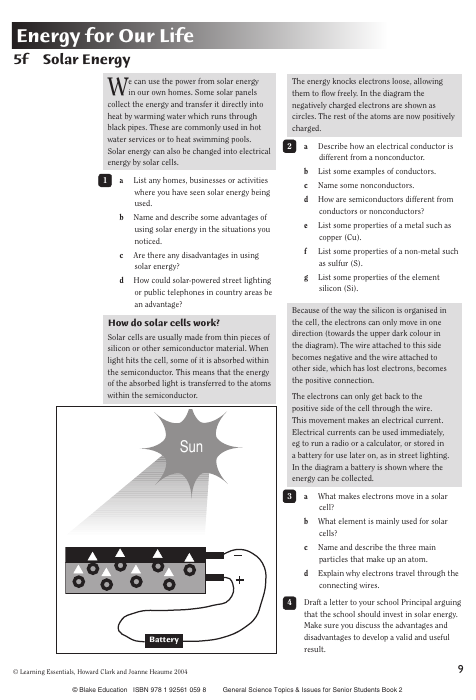 Energy for Our Life
5f Solar Energy
We can use the power from solar energy
in our own homes. Some solar panels
collect the energy and transfer it directly into
heat by warming water which runs through
black pipes. These are commonly used in hot
water services or to heat swimming pools.
Solar energy can also be changed into electrical
energy by solar cells.
1 a List any homes, businesses or activities
where you have seen solar energy being
used.
b Name and describe some advantages of
using solar energy in the situations you
noticed.
c Are there any disadvantages in using
solar energy?
d How could solar-powered street lighting
or public telephones in country areas be
an advantage?
How do solar cells work?
Solar cells are usually made from thin pieces of
silicon or other semiconductor material. When
light hits the cell, some of it is absorbed within
the semiconductor. This means that the energy
of the absorbed light is transferred to the atoms
within the semiconductor.
Sun
–
+
Battery
The energy knocks electrons loose, allowing
them to flow freely. In the diagram the
negatively charged electrons are shown as
circles. The rest of the atoms are now positively
charged.
2 a Describe how an electrical conductor is
different from a nonconductor.
b List some examples of conductors.
c Name some nonconductors.
d How are semiconductors different from
conductors or nonconductors?
e List some properties of a metal such as
copper (Cu).
f List some properties of a non-metal such
as sulfur (S).
g List some properties of the element
silicon (Si).
Because of the way the silicon is organised in
the cell, the electrons can only move in one
direction (towards the upper dark colour in
the diagram). The wire attached to this side
becomes negative and the wire attached to
other side, which has lost electrons, becomes
the positive connection.
The electrons can only get back to the
positive side of the cell through the wire.
This movement makes an electrical current.
Electrical currents can be used immediately,
eg to run a radio or a calculator, or stored in
a battery for use later on, as in street lighting.
In the diagram a battery is shown where the
energy can be collected.
3 a What makes electrons move in a solar
cell?
b What element is mainly used for solar
cells?
c Name and describe the three main
particles that make up an atom.
d Explain why electrons travel through the
connecting wires.
4 Draft a letter to your school Principal arguing
that the school should invest in solar energy.
Make sure you discuss the advantages and
disadvantages to develop a valid and useful
result.
© Learning Essentials, Howard Clark and Joanne Heaume 2004
9
© Blake Education ISBN 978 1 92561 059 8 General Science Topics & Issues for Senior Students Book 2